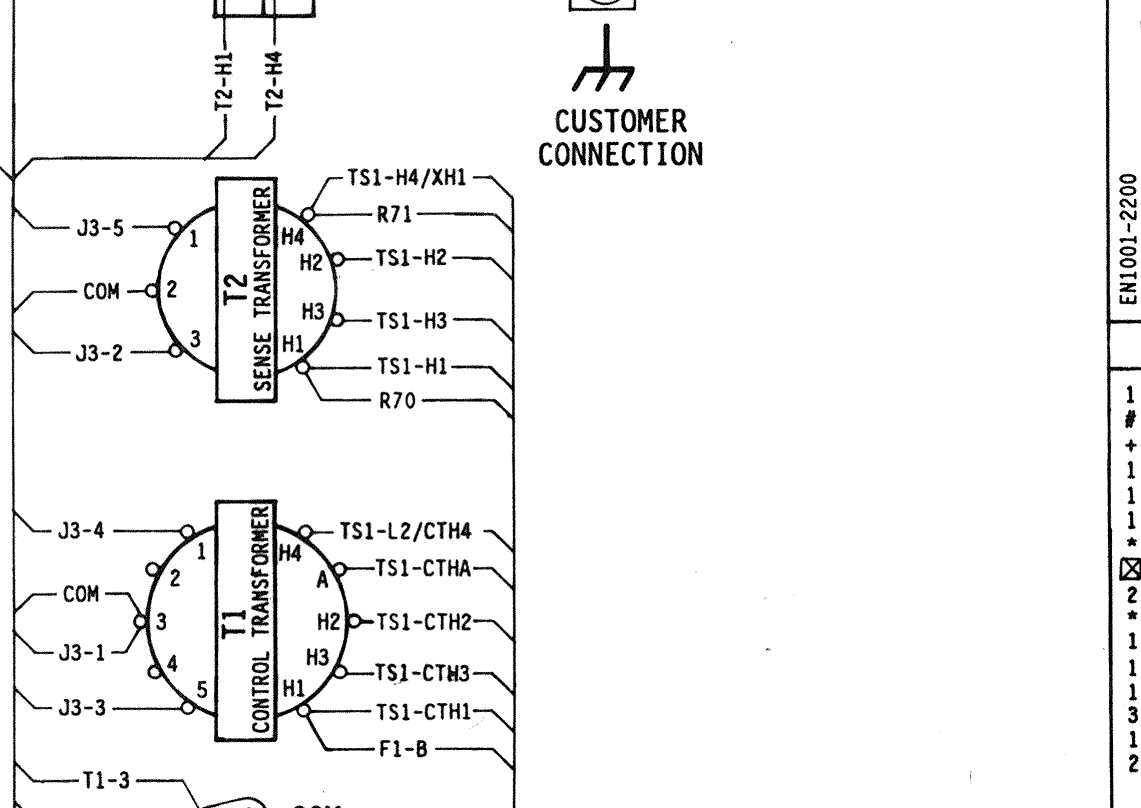 T2-H1
T2-H4
CUSTOMER
CONNECTION
TS1-H4/XH1
R71
J3-5
1
H4
H2
TS1-H2
COM
2
T2
SENSE TRANSFORMER
H3
TS1-H3
J3-2
3
H1
TS1-H1
R70
J3-4
1
H4
TS1-L2/CTH4
2
A
TS1-CTHA
COM
3
T1
CONTROL TRANSFORMER
H2
TS1-CTH2
J3-1
4
H3
TS1-CTH3
J3-3
5
H1
TS1-CTH1
F1-B
T1-3
EN1001-2200
1
#
+
1
1
1
*
☒
2
*
1
1
1
3
1
2